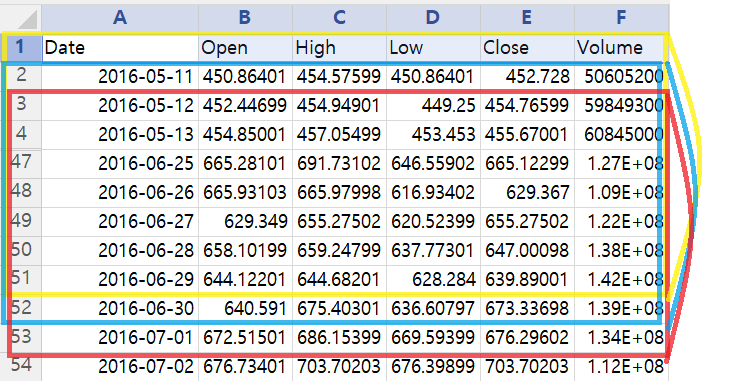 A B C D E F
1 Date Open High Low Close Volume
2 2016-05-11 450.86401 454.57599 450.86401 452.728 50605200
3 2016-05-12 452.44699 454.94901 449.25 454.76599 59849300
4 2016-05-13 454.85001 457.05499 453.453 455.67001 60845000
47 2016-06-25 665.28101 691.73102 646.55902 665.12299 1.27E+08
48 2016-06-26 665.93103 665.97998 616.93402 629.367 1.09E+08
49 2016-06-27 629.349 655.27502 620.52399 655.27502 1.22E+08
50 2016-06-28 658.10199 659.24799 637.77301 647.00098 1.38E+08
51 2016-06-29 644.12201 644.68201 628.284 639.89001 1.42E+08
52 2016-06-30 640.591 675.40301 636.60797 673.33698 1.39E+08
53 2016-07-01 672.51501 686.15399 669.59399 676.29602 1.34E+08
54 2016-07-02 676.73401 703.70203 676.39899 703.70203 1.12E+08